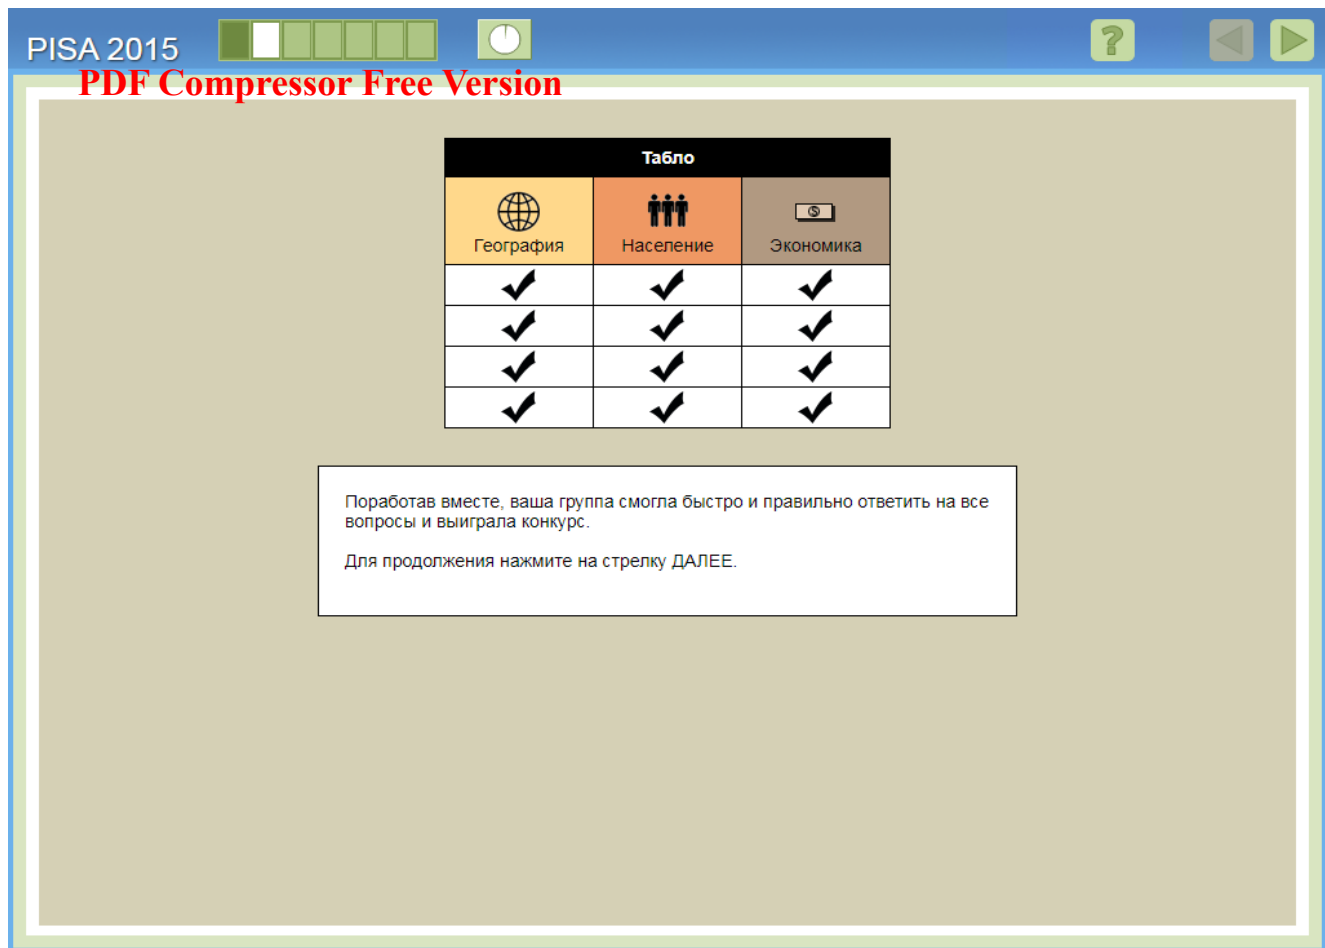 PISA 2015
?
PDF Compressor Free Version
Табло
География Население Экономика
Поработав вместе, ваша группа смогла быстро и правильно ответить на все
вопросы и выиграла конкурс.
Для продолжения нажмите на стрелку ДАЛЕЕ.